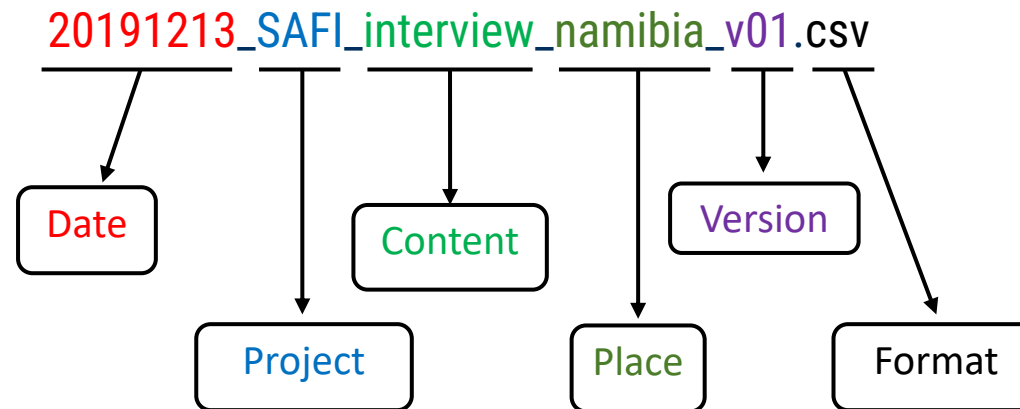 20191213_SAFI_interview_namibia_v01.csv
Date
Content
Version
Project
Place
Format